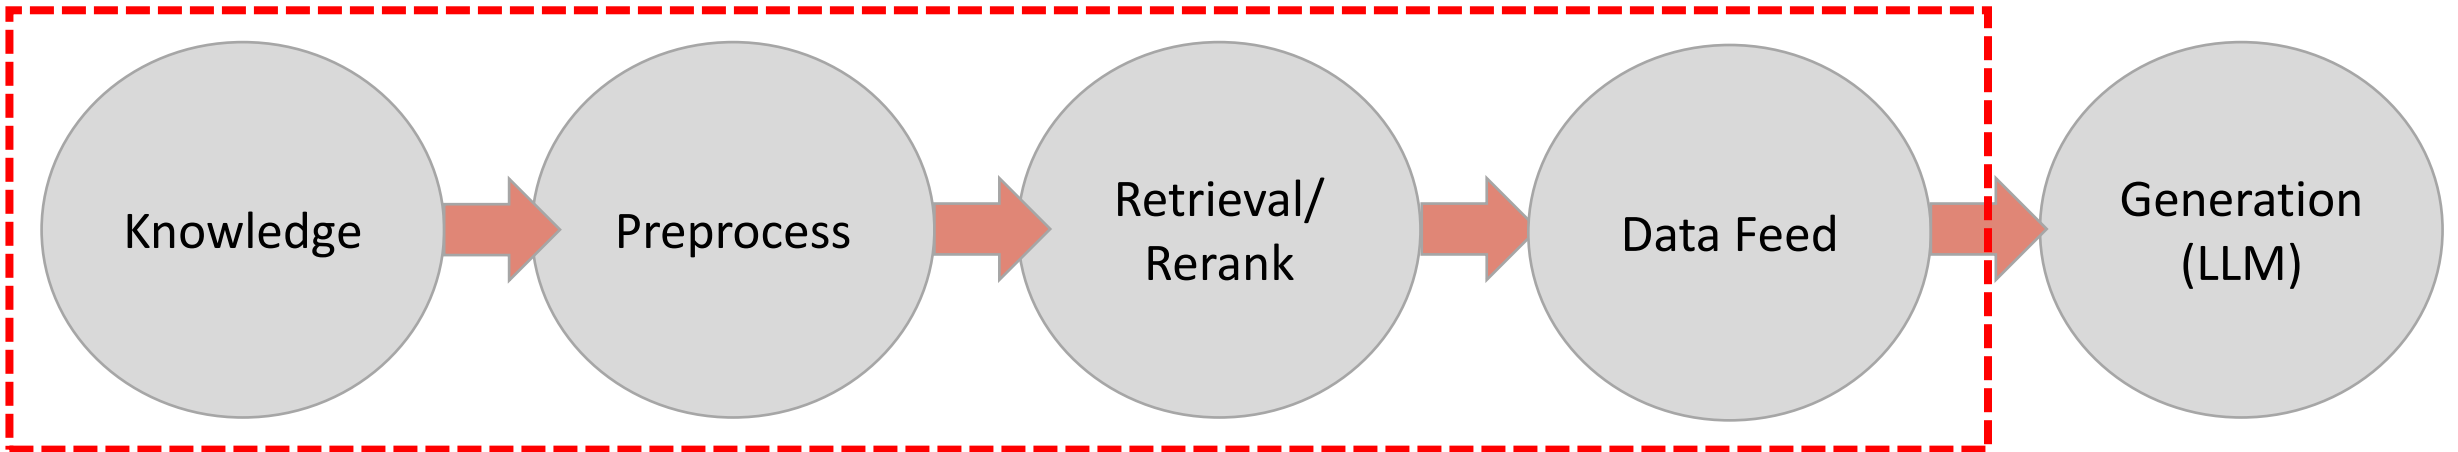 Knowledge
Preprocess
Retrieval/
Rerank
Data Feed
Generation
(LLM)